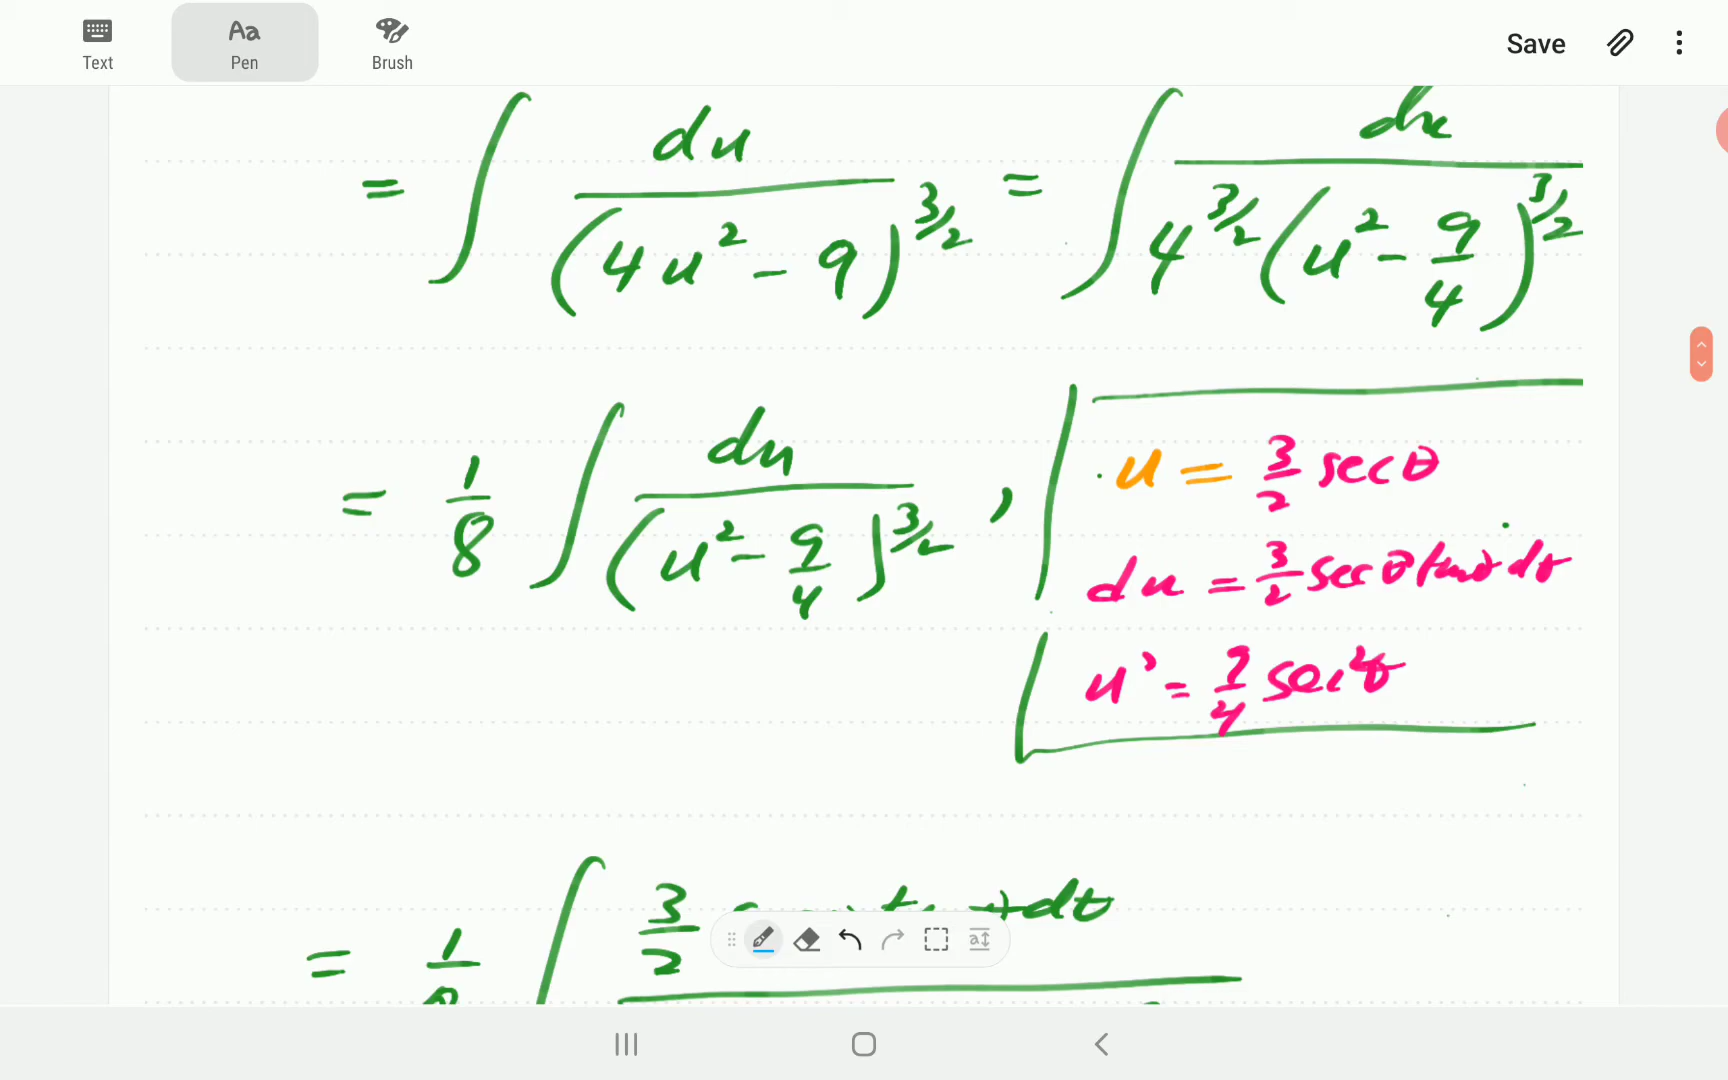 Text Pen Brush Save
= ∫ du / (4u² - 9)^(3/2) = ∫ du / 4^(3/2) (u² - 9/4)^(3/2)
= 1/8 ∫ du / (u² - 9/4)^(3/2) ,
u = 3/2 secθ
du = 3/2 secθ tanθ dθ
u² = 9/4 sec²θ
= 1/8 ∫ 3/2 dθ